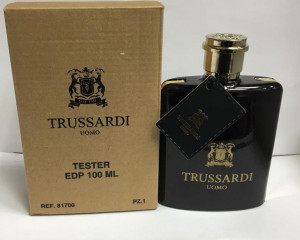 TRUSSARDI
UOMO
TESTER
EDP 100 ML
REF. 61700
PZ.1
TRUSSARDI
UOMO